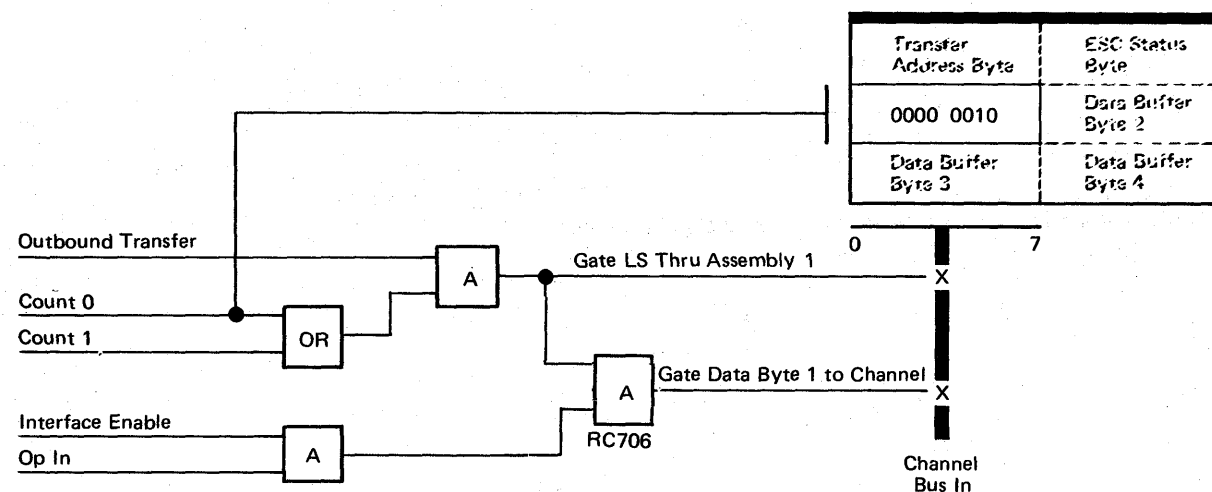 Transfer
Address Byte
ESC Status
Byte
0000 0010
Data Buffer
Byte 2
Data Buffer
Byte 3
Data Buffer
Byte 4
0
7
Outbound Transfer
A
Gate LS Thru Assembly 1
X
Count 0
Count 1
OR
Gate Data Byte 1 to Channel
A
X
RC706
Interface Enable
Op In
A
Channel
Bus In